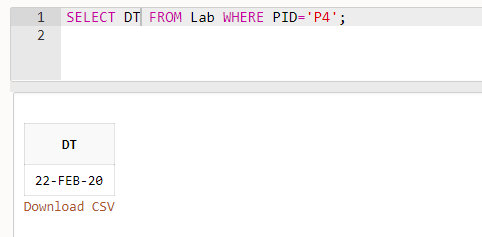 1 SELECT DT FROM Lab WHERE PID='P4';
2
DT
22-FEB-20
Download CSV